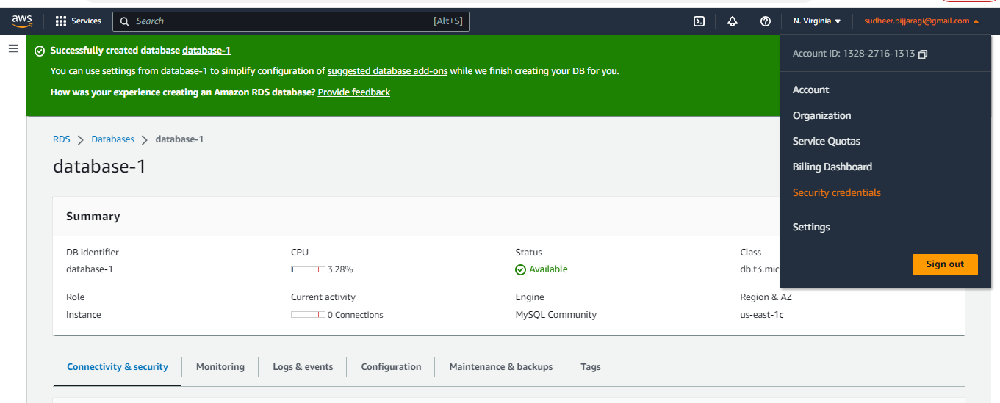 aws
Services
Search [Alt+S]
N. Virginia
sudheer.bijjaragi@gmail.com
Successfully created database database-1
You can use settings from database-1 to simplify configuration of suggested database add-ons while we finish creating your DB for you.
How was your experience creating an Amazon RDS database? Provide feedback
Account ID: 1328-2716-1313
Account
Organization
Service Quotas
Billing Dashboard
Security credentials
Settings
Sign out
RDS Databases database-1
database-1
Summary
DB identifier
database-1
CPU
3.28%
Status
Available
Class
db.t3.mic
Role
Instance
Current activity
0 Connections
Engine
MySQL Community
Region & AZ
us-east-1c
Connectivity & security Monitoring Logs & events Configuration Maintenance & backups Tags